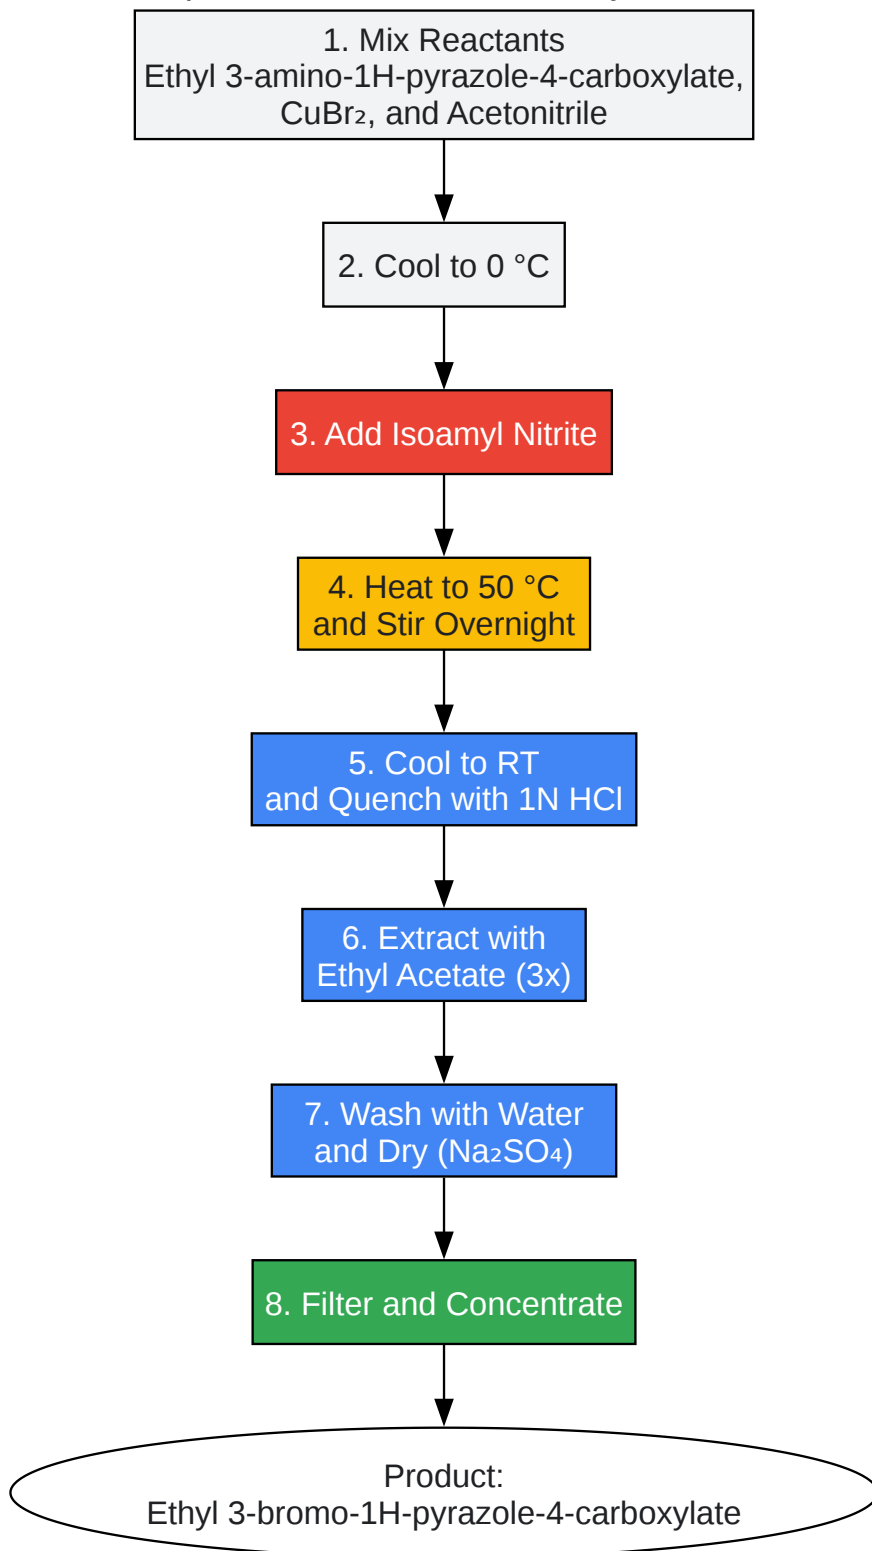 1. Mix Reactants
Ethyl 3-amino-1H-pyrazole-4-carboxylate,
CuBr₂, and Acetonitrile
2. Cool to 0 °C
3. Add Isoamyl Nitrite
4. Heat to 50 °C
and Stir Overnight
5. Cool to RT
and Quench with 1N HCl
6. Extract with
Ethyl Acetate (3x)
7. Wash with Water
and Dry (Na₂SO₄)
8. Filter and Concentrate
Product:
Ethyl 3-bromo-1H-pyrazole-4-carboxylate